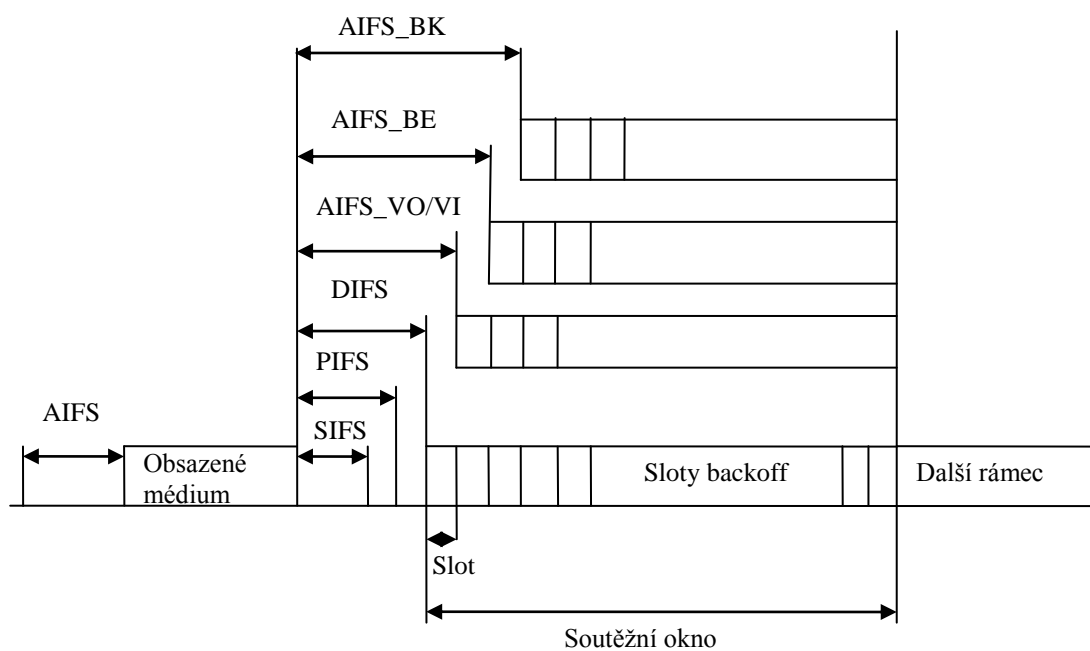 AIFS_BK
AIFS_BE
AIFS_VO/VI
DIFS
PIFS
AIFS
SIFS
Obsazené
médium
Sloty backoff
Další rámec
Slot
Soutěžní okno